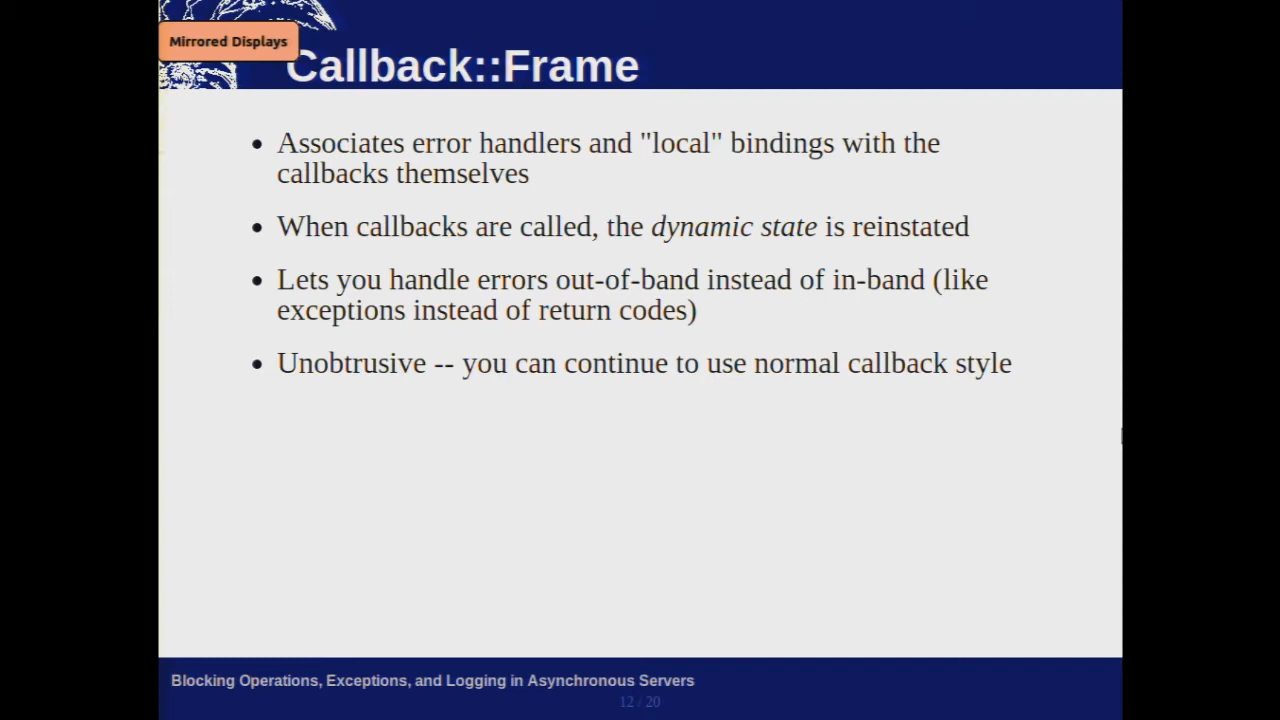 Mirrored Displays
Callback::Frame
• Associates error handlers and "local" bindings with the
callbacks themselves
• When callbacks are called, the dynamic state is reinstated
• Lets you handle errors out-of-band instead of in-band (like
exceptions instead of return codes)
• Unobtrusive -- you can continue to use normal callback style
Blocking Operations, Exceptions, and Logging in Asynchronous Servers
12 / 20